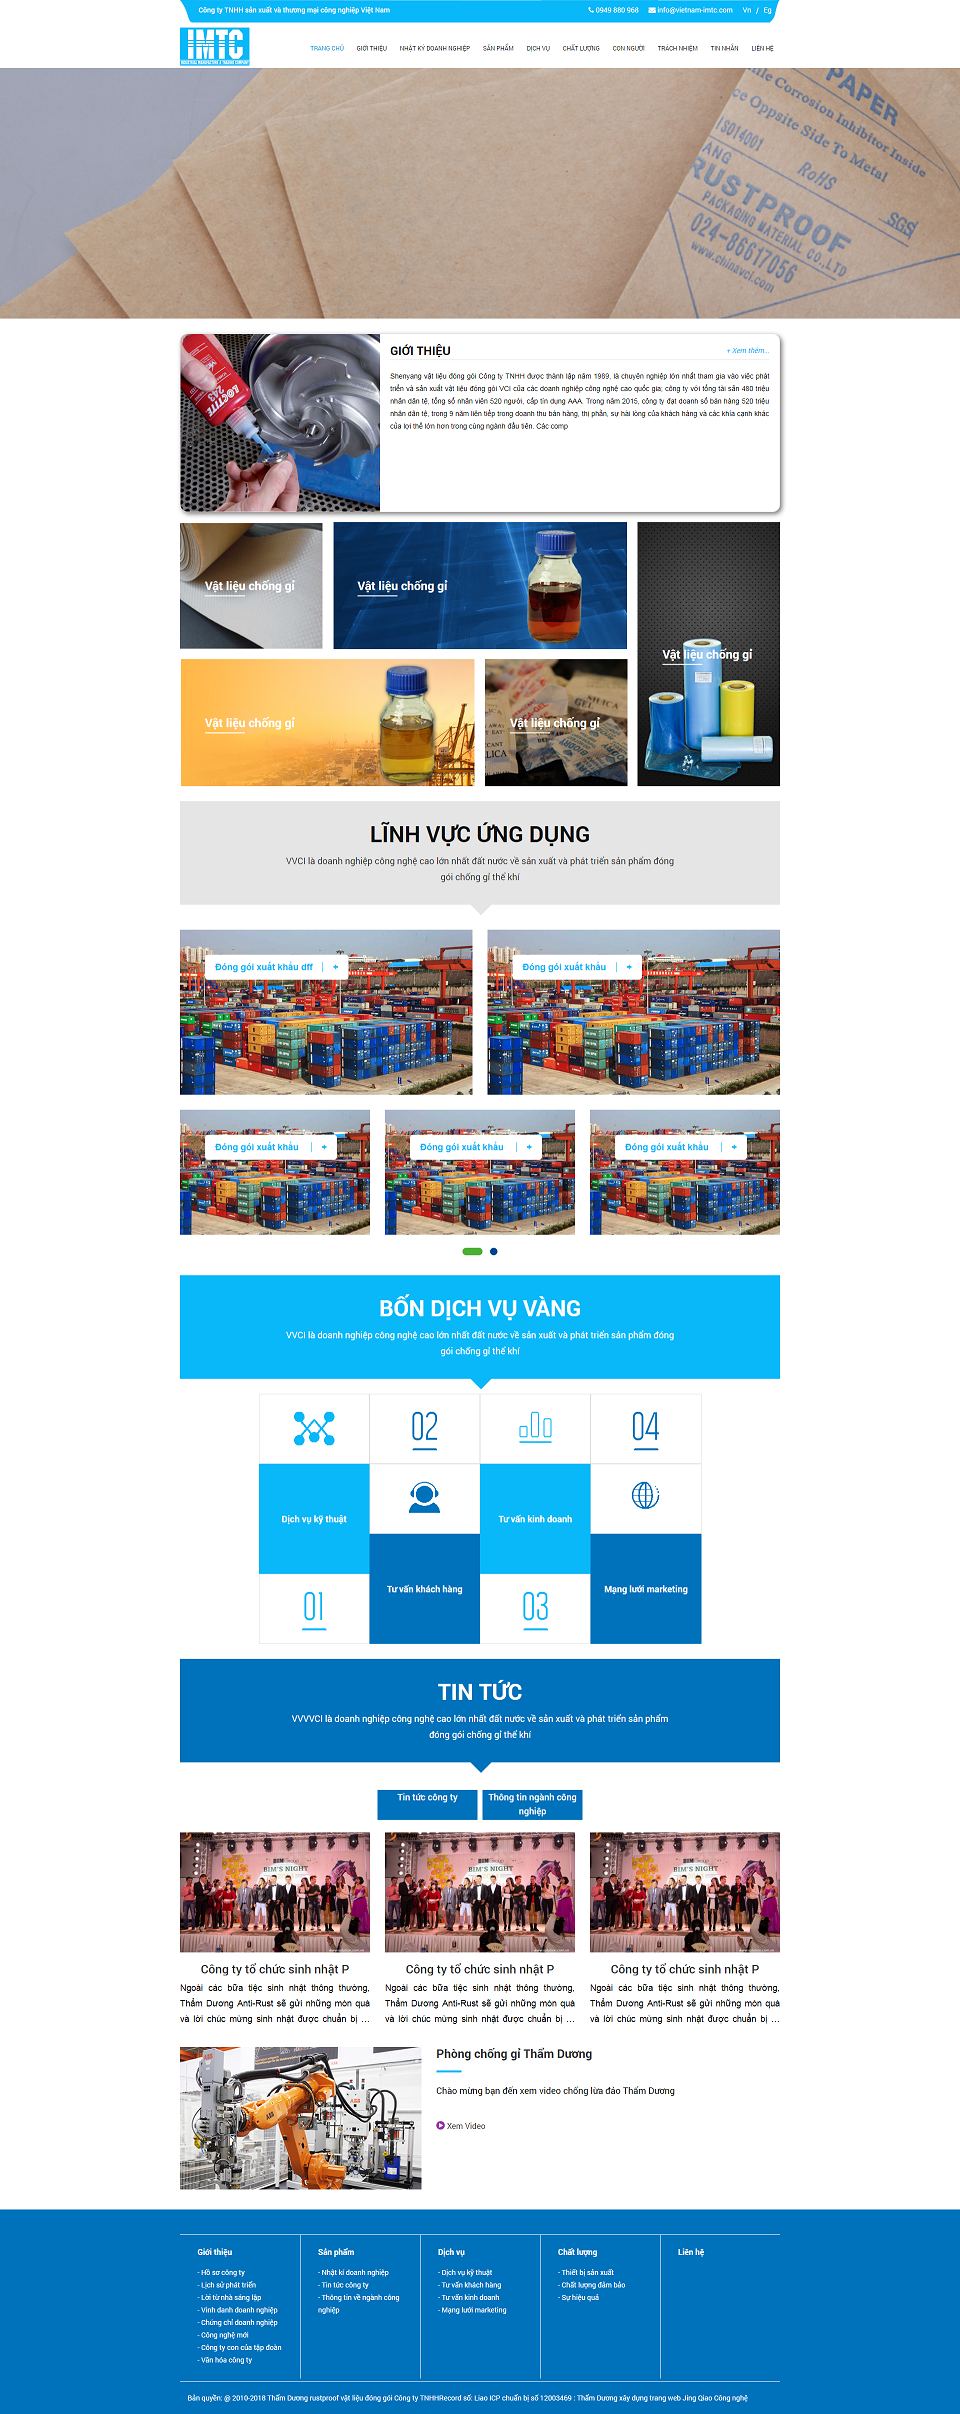 Công ty TNHH sản xuất và thương mại công nghiệp Việt Nam
0949 880 968 info@vietnam-imtc.com Vn / Eg
IMTC
INDUSTRIAL MANUFACTURE & TRADING COMPANY
TRANG CHỦ GIỚI THIỆU NHẬT KÝ DOANH NGHIỆP SẢN PHẨM DỊCH VỤ CHẤT LƯỢNG CON NGƯỜI TRÁCH NHIỆM TIN NHẮN LIÊN HỆ
PAPER
Corrosion Inhibitor Inside
ce Opposite Side To Metal
ISO14001 RoHS SGS
ANG
RUSTPROOF
PACKAGING MATERIAL CO.,LTD
024-86617056
www.chinavci.com
LOCTITE
243
GIỚI THIỆU
+ Xem thêm...
Shenyang vật liệu đóng gói Công ty TNHH được thành lập năm 1989, là chuyên nghiệp lớn nhất tham gia vào việc phát
triển và sản xuất vật liệu đóng gói VCI của các doanh nghiệp công nghệ cao quốc gia; công ty với tổng tài sản 480 triệu
nhân dân tệ, tổng số nhân viên 520 người, cấp tín dụng AAA. Trong năm 2015, công ty đạt doanh số bán hàng 520 triệu
nhân dân tệ, trong 9 năm liên tiếp trong doanh thu bán hàng, thị phần, sự hài lòng của khách hàng và các khía cạnh khác
của lợi thế lớn hơn trong cùng ngành đầu tiên. Các comp
Vật liệu chống gỉ
Vật liệu chống gỉ
Vật liệu chống gỉ
Vật liệu chống gỉ
Vật liệu chống gỉ
LĨNH VỰC ỨNG DỤNG
VVCI là doanh nghiệp công nghệ cao lớn nhất đất nước về sản xuất và phát triển sản phẩm đóng
gói chống gỉ thể khí
Đóng gói xuất khẩu dff | +
Đóng gói xuất khẩu | +
Đóng gói xuất khẩu | +
Đóng gói xuất khẩu | +
Đóng gói xuất khẩu | +
BỐN DỊCH VỤ VÀNG
VVCI là doanh nghiệp công nghệ cao lớn nhất đất nước về sản xuất và phát triển sản phẩm đóng
gói chống gỉ thể khí
02 04
Dịch vụ kỹ thuật Tư vấn kinh doanh
Tư vấn khách hàng Mạng lưới marketing
01 03
TIN TỨC
VVVVCI là doanh nghiệp công nghệ cao lớn nhất đất nước về sản xuất và phát triển sản phẩm
đóng gói chống gỉ thể khí
Tin tức công ty
Thông tin ngành công
nghiệp
BIM'S NIGHT
BIM'S NIGHT
BIM'S NIGHT
Công ty tổ chức sinh nhật P
Ngoài các bữa tiệc sinh nhật thông thường,
Thẩm Dương Anti-Rust sẽ gửi những món quà
và lời chúc mừng sinh nhật được chuẩn bị ...
Công ty tổ chức sinh nhật P
Ngoài các bữa tiệc sinh nhật thông thường,
Thẩm Dương Anti-Rust sẽ gửi những món quà
và lời chúc mừng sinh nhật được chuẩn bị ...
Công ty tổ chức sinh nhật P
Ngoài các bữa tiệc sinh nhật thông thường,
Thẩm Dương Anti-Rust sẽ gửi những món quà
và lời chúc mừng sinh nhật được chuẩn bị ...
ABB
Phòng chống gỉ Thẩm Dương
Chào mừng bạn đến xem video chống lừa đảo Thẩm Dương
Xem Video
Giới thiệu
- Hồ sơ công ty
- Lịch sử phát triển
- Lời từ nhà sáng lập
- Vinh danh doanh nghiệp
- Chứng chỉ doanh nghiệp
- Công nghệ mới
- Công ty con của tập đoàn
- Văn hóa công ty
Sản phẩm
- Nhật kí doanh nghiệp
- Tin tức công ty
- Thông tin về ngành công
nghiệp
Dịch vụ
- Dịch vụ kỹ thuật
- Tư vấn khách hàng
- Tư vấn kinh doanh
- Mạng lưới marketing
Chất lượng
- Thiết bị sản xuất
- Chất lượng đảm bảo
- Sự hiệu quả
Liên hệ
Bản quyền: @ 2010-2018 Thẩm Dương rustproof vật liệu đóng gói Công ty TNHHRecord số: Liao ICP chuẩn bị số 12003469 : Thẩm Dương xây dựng trang web Jing Qiao Công nghệ